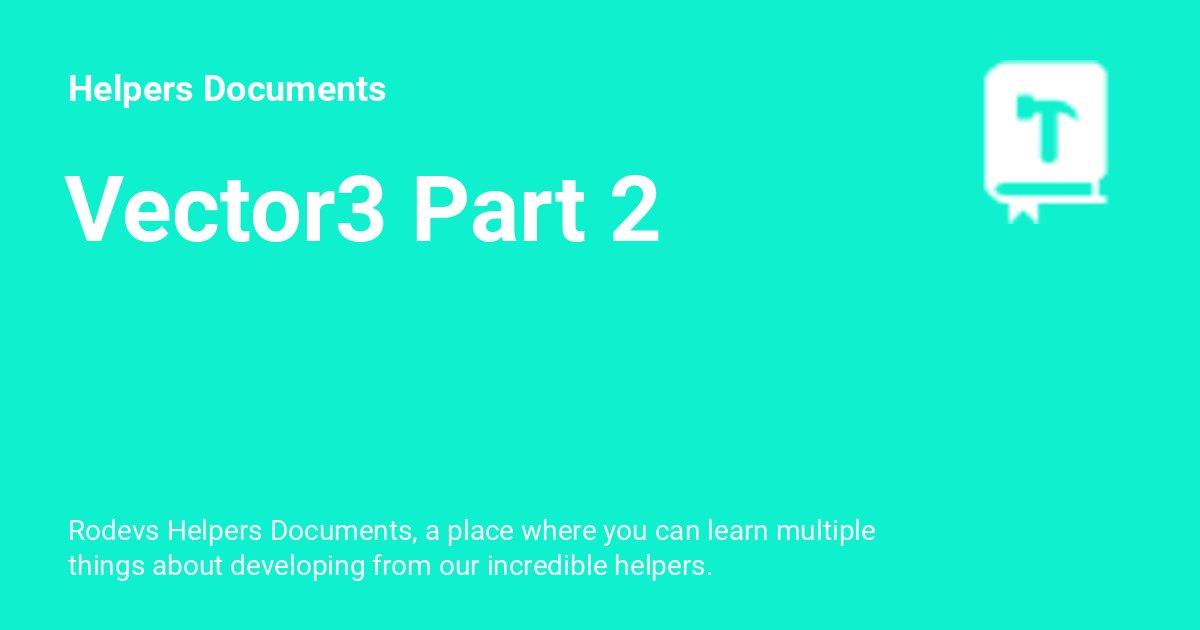 Helpers Documents
Vector3 Part 2
Rodevs Helpers Documents, a place where you can learn multiple
things about developing from our incredible helpers.